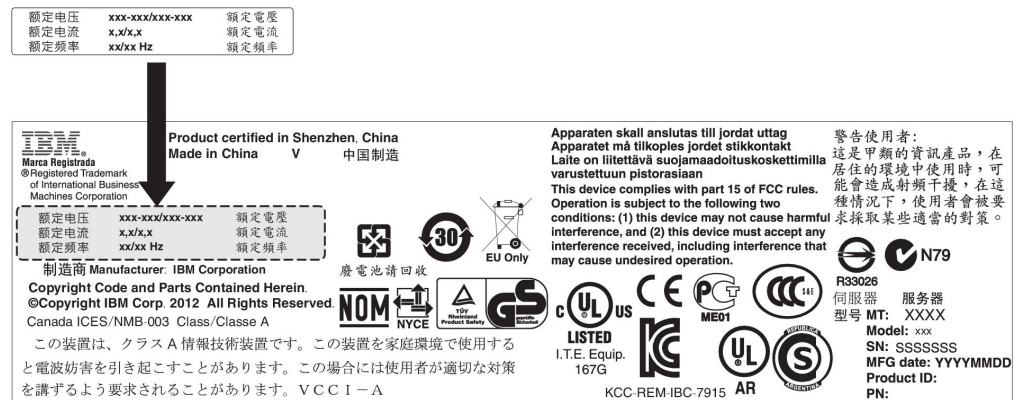 额定电压 xxx-xxx/xxx-xxx 額定電壓
额定电流 x,x/x,x 額定電流
额定频率 xx/xx Hz 額定頻率
IBM®
Marca Registrada
® Registered Trademark
of International Business
Machines Corporation
Product certified in Shenzhen, China
Made in China V 中国制造
额定电压 xxx-xxx/xxx-xxx 額定電壓
额定电流 x,x/x,x 額定電流
额定频率 xx/xx Hz 額定頻率
制造商 Manufacturer: IBM Corporation
Copyright Code and Parts Contained Herein.
©Copyright IBM Corp. 2012 All Rights Reserved.
Canada ICES/NMB-003 Class/Classe A
この装置は、クラス A 情報技術装置です。この装置を家庭環境で使用する
と電波妨害を引き起こすことがあります。この場合には使用者が適切な対策
を講ずるよう要求されることがあります。VCCI－A
廢電池請回收
30
EU Only
NOM
NYCE
TÜV
Rheinland
Product Safety
GS
geprüfte
Sicherheit
Apparaten skall anslutas till jordat uttag
Apparatet må tilkoples jordet stikkontakt
Laite on liitettävä suojamaadoituskoskettimilla
varustettuun pistorasiaan
This device complies with part 15 of FCC rules.
Operation is subject to the following two
conditions: (1) this device may not cause harmful
interference, and (2) this device must accept any
interference received, including interference that
may cause undesired operation.
C UL US
LISTED
I.T.E. Equip.
167G
CE
PCT
ME01
CCC S&E
KC
KCC-REM-IBC-7915
UL
AR
REPUBLICA
S
ARGENTINA
警告使用者:
這是甲類的資訊產品，在
居住的環境中使用時，可
能會造成射頻干擾，在這
種情況下，使用者會被要
求採取某些適當的對策。
R33026
N79
伺服器 服务器
型号 MT: XXXX
Model: xxx
SN: SSSSSSS
MFG date: YYYYMMDD
Product ID:
PN: